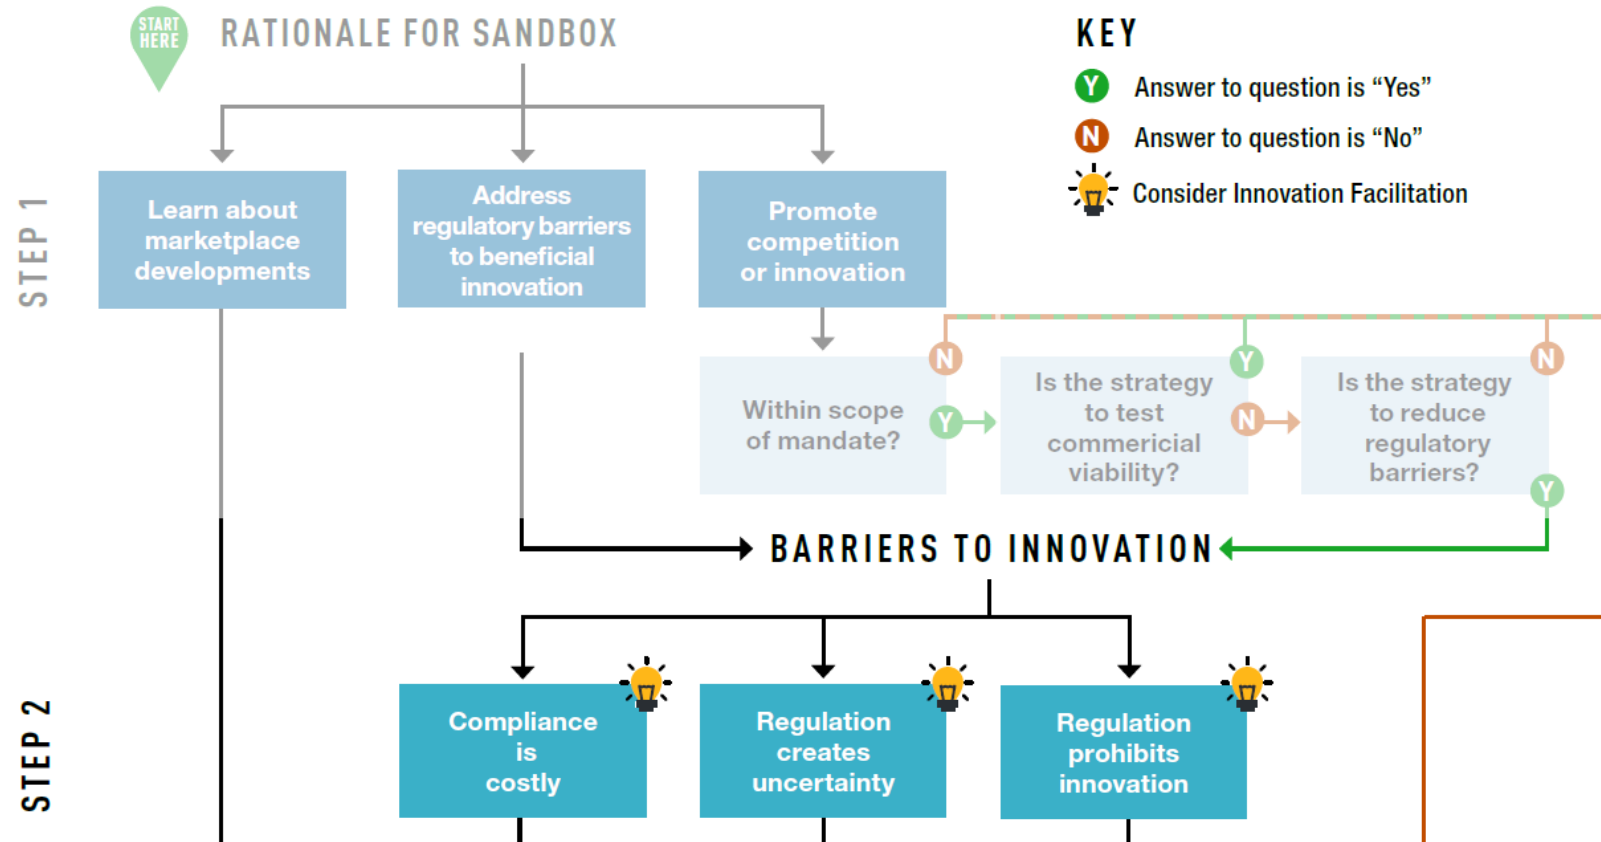 START
HERE
RATIONALE FOR SANDBOX
KEY
Y
Answer to question is “Yes”
N
Answer to question is “No”
Consider Innovation Facilitation
STEP 1
Learn about
marketplace
developments
Address
regulatory barriers
to beneficial
innovation
Promote
competition
or innovation
Within scope
of mandate?
N
Y
Is the strategy
to test
commericial
viability?
Y
N
Is the strategy
to reduce
regulatory
barriers?
N
Y
BARRIERS TO INNOVATION
STEP 2
Compliance
is
costly
Regulation
creates
uncertainty
Regulation
prohibits
innovation